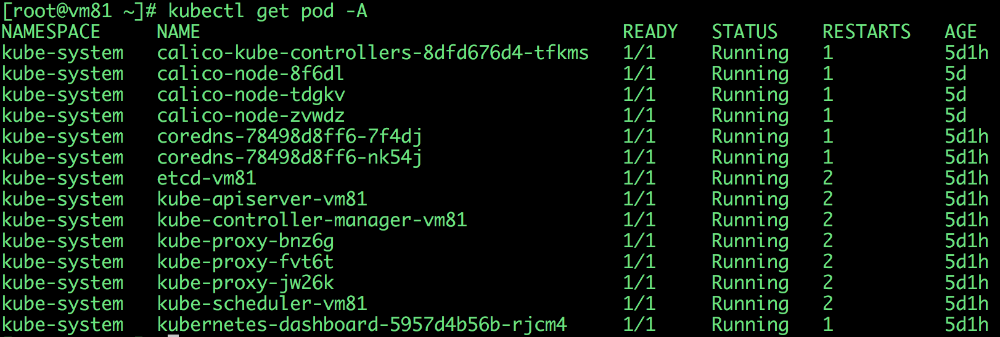 [root@vm81 ~]# kubectl get pod -A
NAMESPACE NAME READY STATUS RESTARTS AGE
kube-system calico-kube-controllers-8dfd676d4-tfkms 1/1 Running 1 5d1h
kube-system calico-node-8f6dl 1/1 Running 1 5d
kube-system calico-node-tdgkv 1/1 Running 1 5d
kube-system calico-node-zvwdz 1/1 Running 1 5d
kube-system coredns-78498d8ff6-7f4dj 1/1 Running 1 5d1h
kube-system coredns-78498d8ff6-nk54j 1/1 Running 1 5d1h
kube-system etcd-vm81 1/1 Running 2 5d1h
kube-system kube-apiserver-vm81 1/1 Running 2 5d1h
kube-system kube-controller-manager-vm81 1/1 Running 2 5d1h
kube-system kube-proxy-bnz6g 1/1 Running 2 5d1h
kube-system kube-proxy-fvt6t 1/1 Running 2 5d1h
kube-system kube-proxy-jw26k 1/1 Running 2 5d1h
kube-system kube-scheduler-vm81 1/1 Running 2 5d1h
kube-system kubernetes-dashboard-5957d4b56b-rjcm4 1/1 Running 1 5d1h